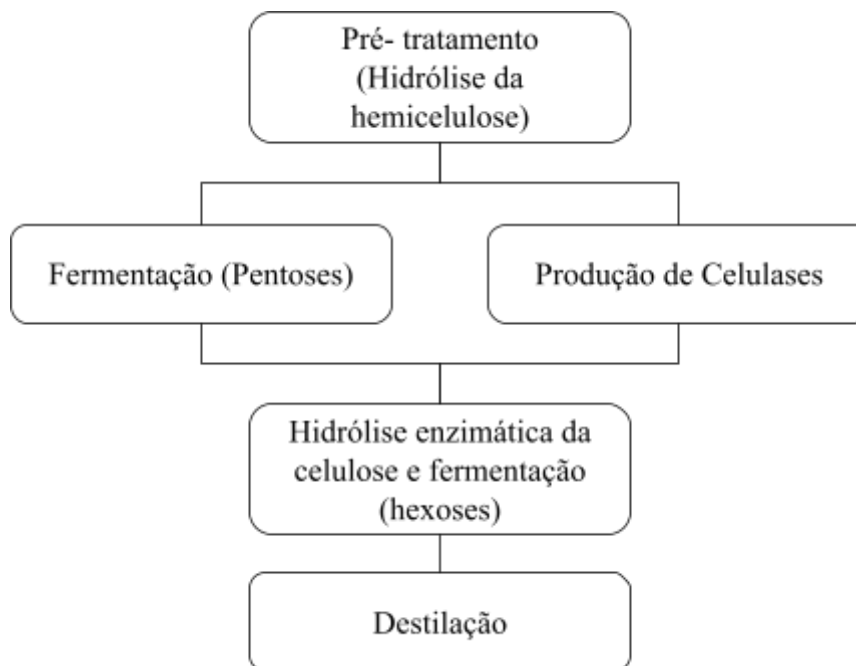 Pré- tratamento
(Hidrólise da
hemicelulose)
Fermentação (Pentoses)
Produção de Celulases
Hidrólise enzimática da
celulose e fermentação
(hexoses)
Destilação